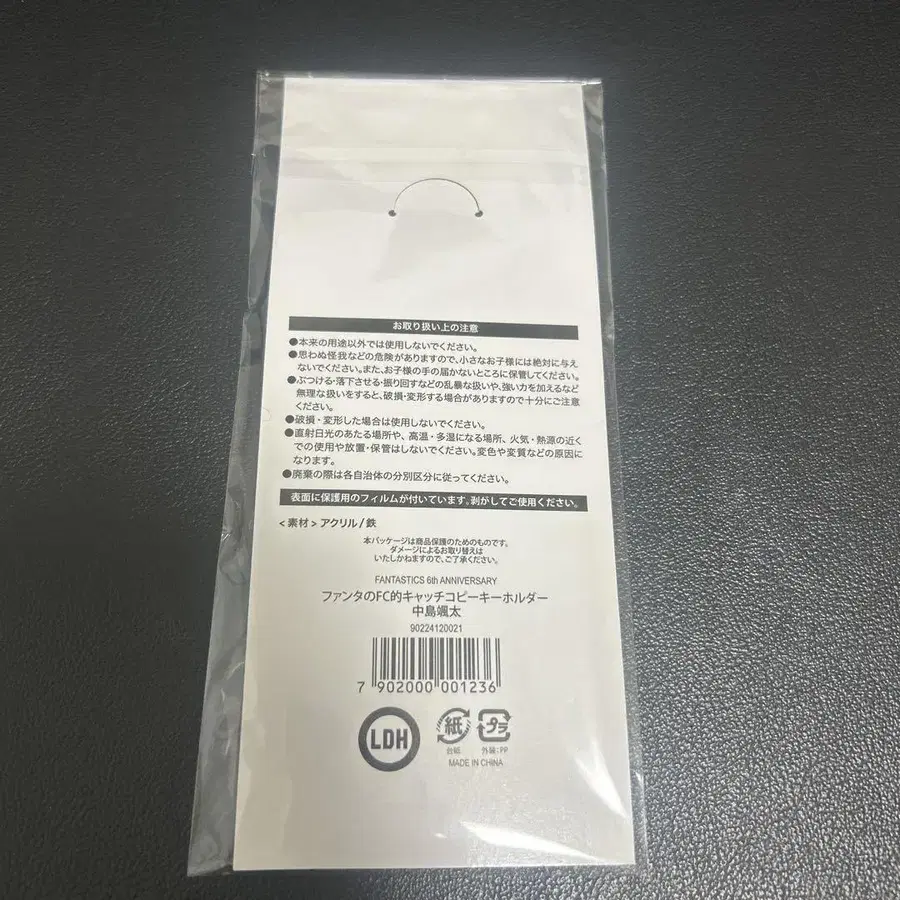 お取り扱い上の注意
●本来の用途以外では使用しないでください。
●思わぬ怪我などの危険がありますので、小さなお子様には絶対に与え
ないでください。また、お子様の手の届かないところに保管してください。
●ぶつける・落下させる・振り回すなどの乱暴な扱いや、強い力を加えるなど
無理な扱いをすると、破損・変形する場合がありますので十分にご注意
ください。
●破損・変形した場合は使用しないでください。
●直射日光のあたる場所や、高温・多湿になる場所、火気・熱源の近く
での使用や放置・保管はしないでください。変色や変質などの原因に
なります。
●廃棄の際は各自治体の分別区分に従ってください。
表面に保護用のフィルムが付いています。剥がしてご使用ください。
<素材> アクリル / 鉄
本パッケージは商品保護のためのものです。
ダメージによるお取り替えは
いたしかねますので、ご了承ください。
FANTASTICS 6th ANNIVERSARY
ファンタのFC的キャッチコピーキーホルダー
中島颯太
90224120021
7 902000 001236
LDH 紙 プラ
台紙 外装:PP
MADE IN CHINA